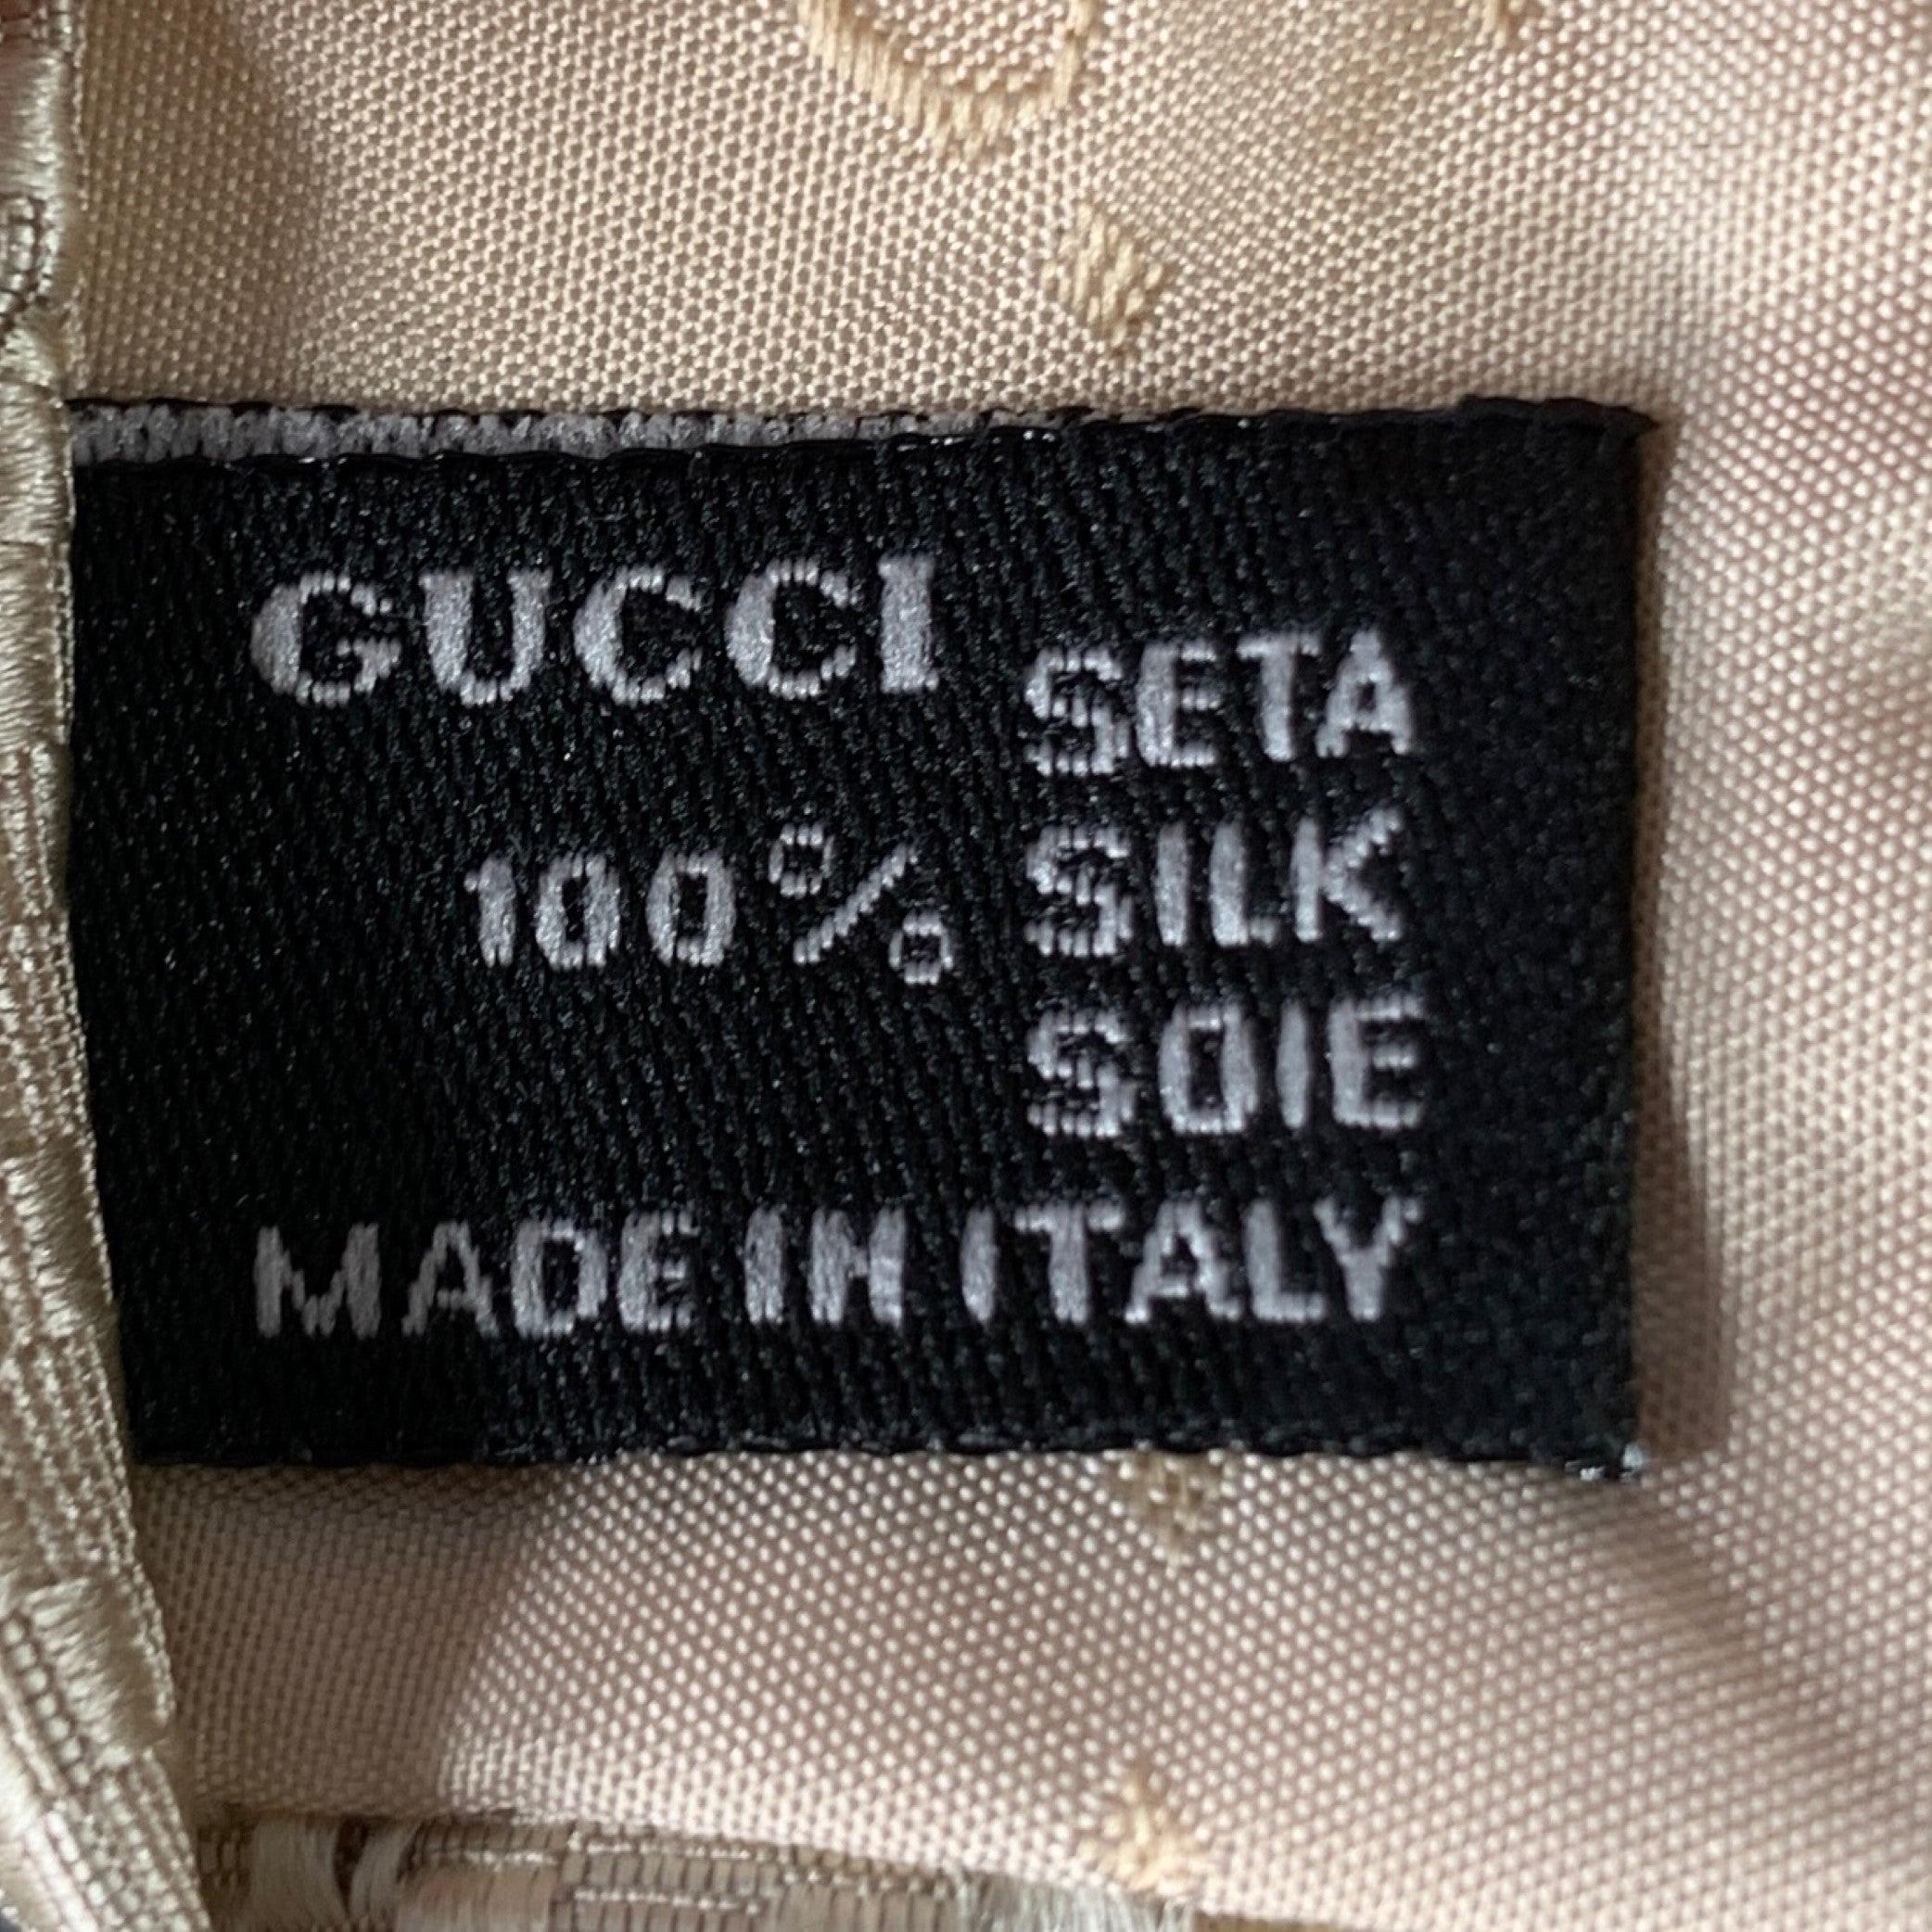 GUCCI
SETA
100% SILK
SOIE
MADE IN ITALY